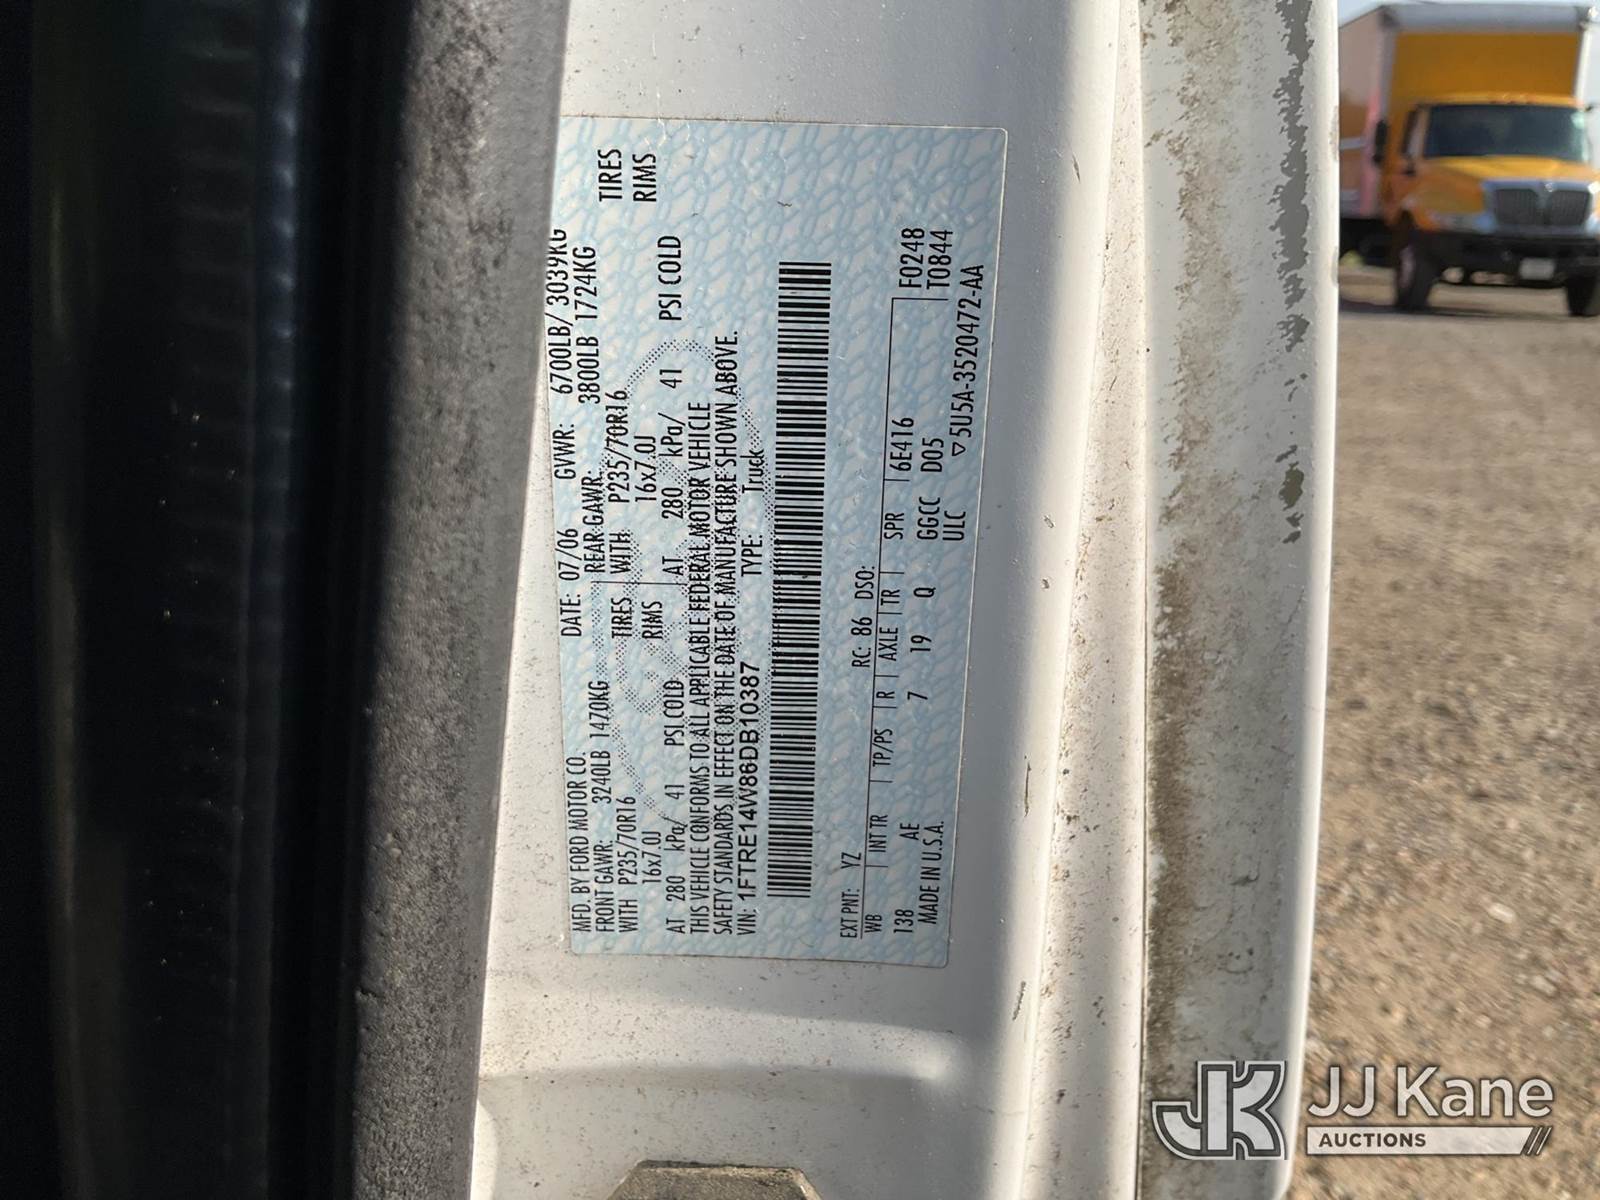 MFD. BY FORD MOTOR CO. DATE: 07/06 GVWR: 6700LB/ 3039KG
FRONT GAWR: 3240LB 1470KG REAR GAWR: 3800LB 1724KG
WITH P235/70R16 TIRES WITH P235/70R16 TIRES
16x7.0J RIMS 16x7.0J RIMS
AT 280 kPa/ 41 PSI COLD AT 280 kPa/ 41 PSI COLD
THIS VEHICLE CONFORMS TO ALL APPLICABLE FEDERAL MOTOR VEHICLE
SAFETY STANDARDS IN EFFECT ON THE DATE OF MANUFACTURE SHOWN ABOVE.
VIN: 1FTRE14W86DB10387 TYPE: Truck
EXT PNT: YZ RC: 86 DSO: F0248
WB INT TR TP/PS R AXLE TR SPR 6E416 T0844
138 AE 7 19 Q GGCC D05
MADE IN U.S.A. ULC ▽5U5A-3520472-AA
JK JJ Kane
AUCTIONS